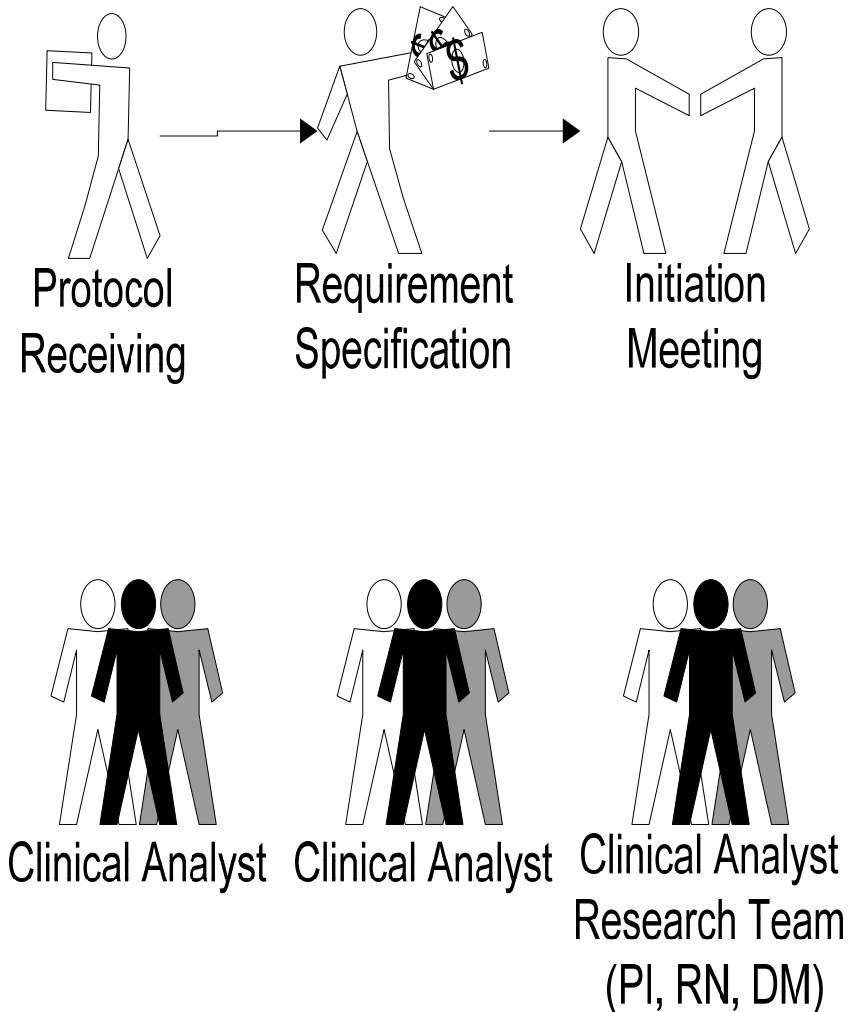 $ $ $
Protocol
Receiving
Requirement
Specification
Initiation
Meeting
Clinical Analyst
Clinical Analyst
Clinical Analyst
Research Team
(PI, RN, DM)